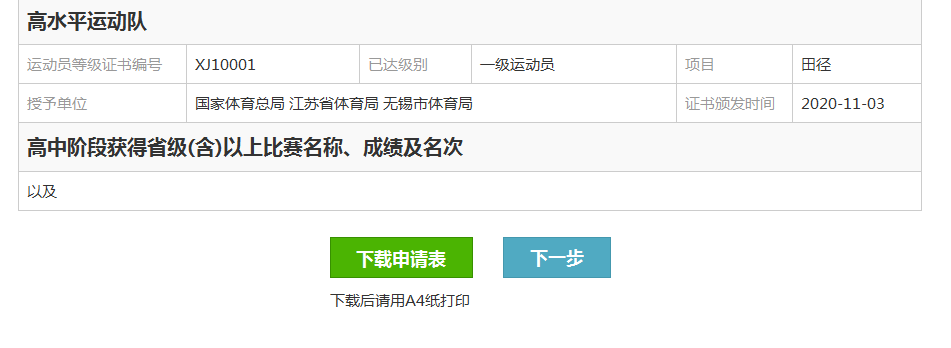 高水平运动队
运动员等级证书编号 XJ10001 已达级别 一级运动员 项目 田径
授予单位 国家体育总局 江苏省体育局 无锡市体育局 证书颁发时间 2020-11-03
高中阶段获得省级(含)以上比赛名称、成绩及名次
以及
下载申请表 下一步
下载后请用A4纸打印